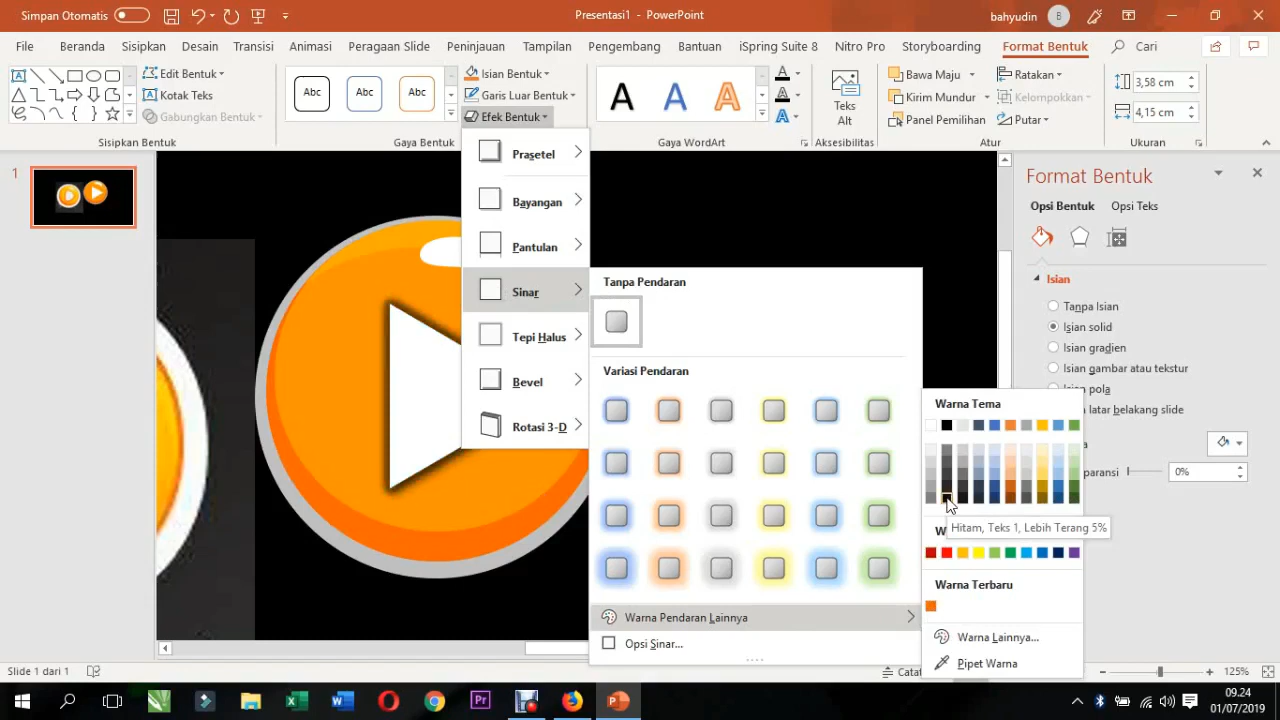 Simpan Otomatis
Presentasi1 - PowerPoint
bahyudin
B
File Beranda Sisipkan Desain Transisi Animasi Peragaan Slide Peninjauan Tampilan Pengembang Bantuan iSpring Suite 8 Nitro Pro Storyboarding Format Bentuk Cari
Edit Bentuk
Kotak Teks
Gabungkan Bentuk
Sisipkan Bentuk
Abc Abc Abc
Isian Bentuk
Garis Luar Bentuk
Efek Bentuk
Gaya Bentuk
A A A
A
A
A
Gaya WordArt
Teks
Alt
Aksesibilitas
Bawa Maju
Kirim Mundur
Panel Pemilihan
Ratakan
Kelompokkan
Putar
Atur
3,58 cm
4,15 cm
Ukuran
1
Prasetel
Bayangan
Pantulan
Sinar
Tepi Halus
Bevel
Rotasi 3-D
Tanpa Pendaran
Variasi Pendaran
Warna Pendaran Lainnya
Opsi Sinar...
Warna Tema
Hitam, Teks 1, Lebih Terang 5%
Warna Terbaru
Warna Lainnya...
Pipet Warna
Format Bentuk
Opsi Bentuk Opsi Teks
Isian
Tanpa Isian
Isian solid
Isian gradien
Isian gambar atau tekstur
pola
latar belakang slide
0%
Slide 1 dari 1
Catat
125%
X
W
Pr
P
09.24
01/07/2019